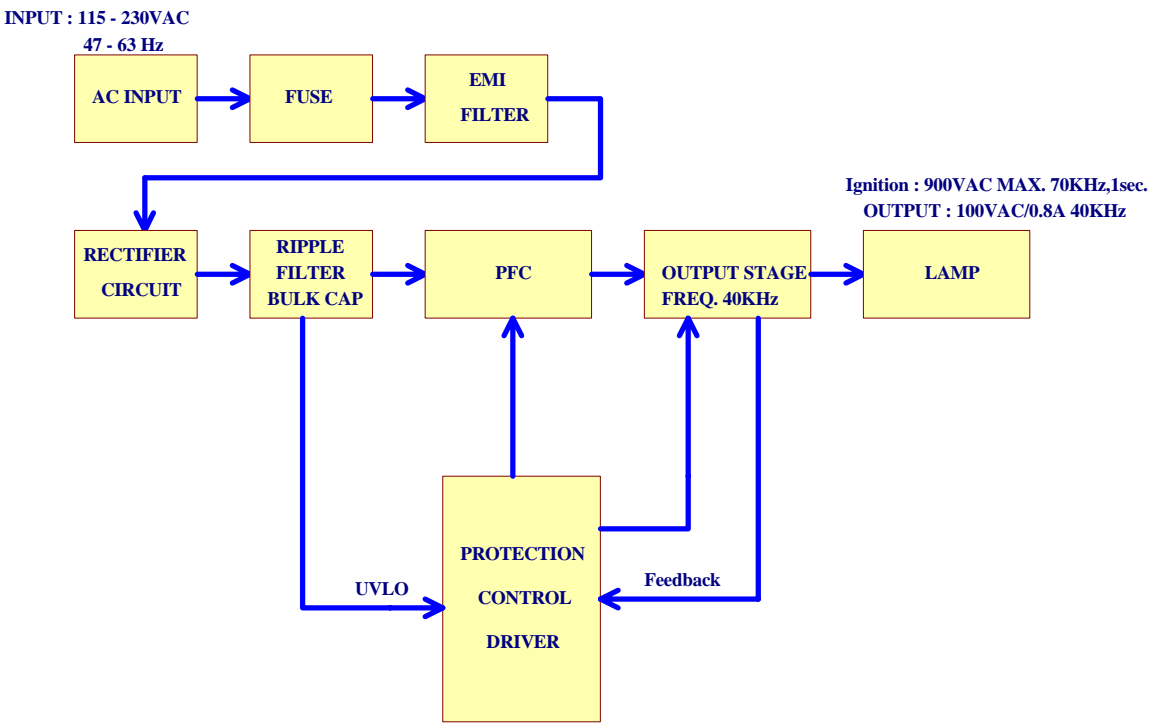 INPUT : 115 - 230VAC
47 - 63 Hz
AC INPUT
FUSE
EMI
FILTER
Ignition : 900VAC MAX. 70KHz,1sec.
OUTPUT : 100VAC/0.8A 40KHz
RECTIFIER
CIRCUIT
RIPPLE
FILTER
BULK CAP
PFC
OUTPUT STAGE
FREQ. 40KHz
LAMP
PROTECTION
CONTROL
DRIVER
UVLO
Feedback